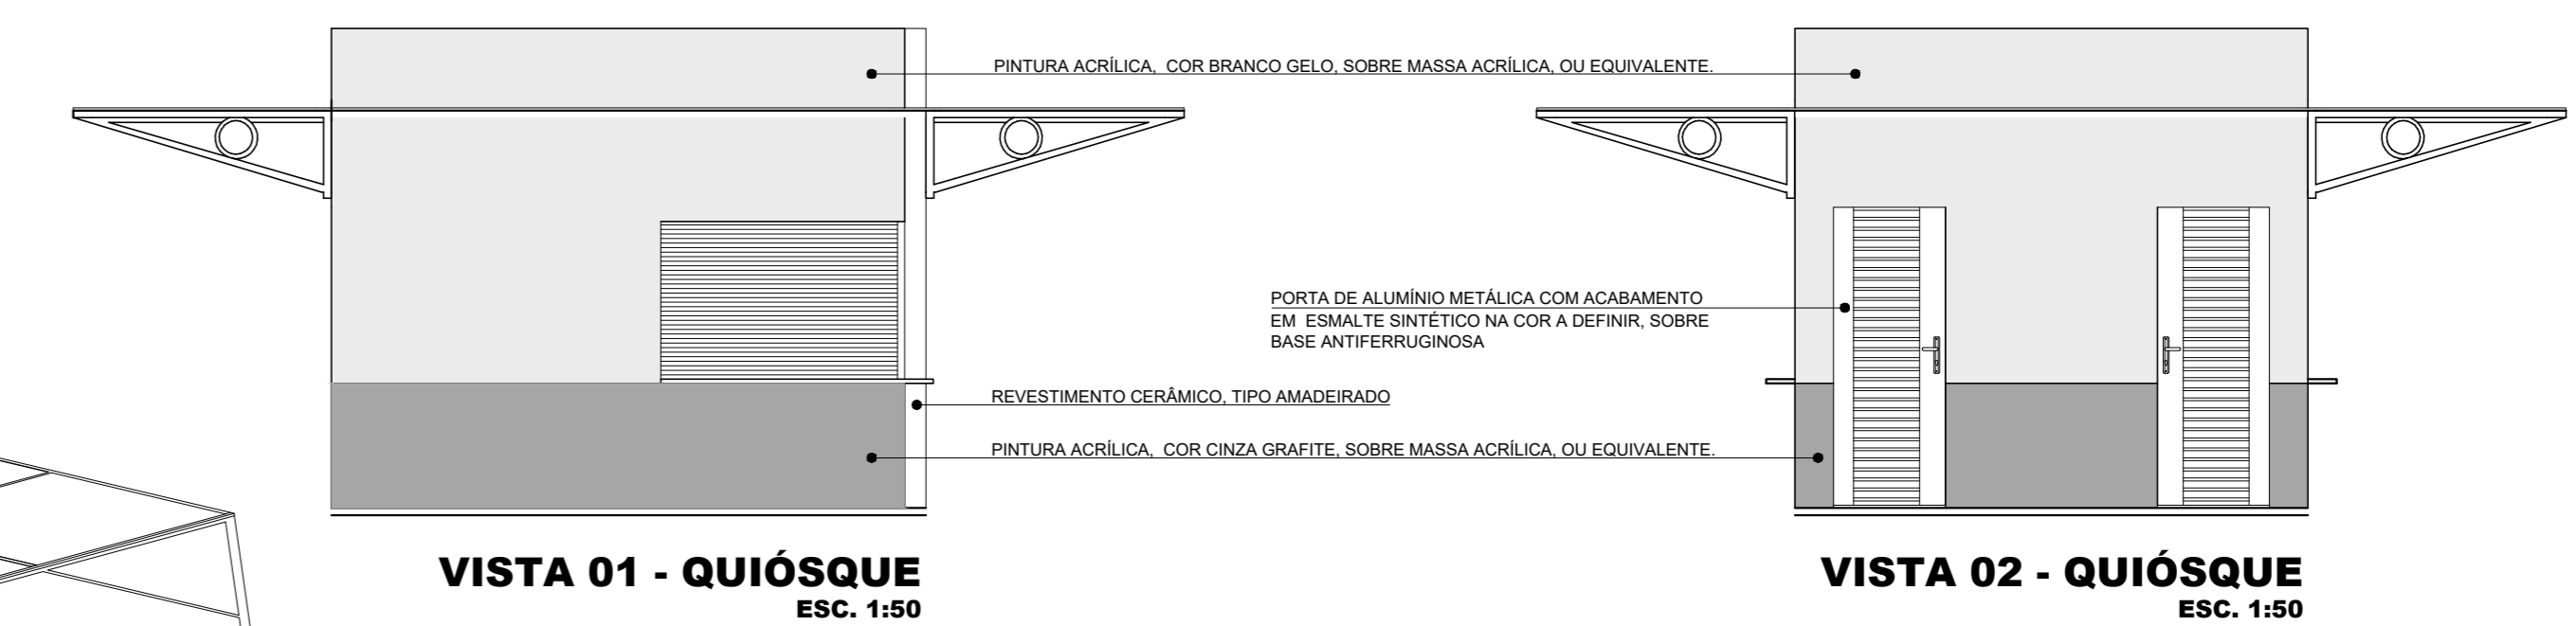 PINTURA ACRÍLICA, COR BRANCO GELO, SOBRE MASSA ACRÍLICA, OU EQUIVALENTE.
PORTA DE ALUMÍNIO METÁLICA COM ACABAMENTO
EM ESMALTE SINTÉTICO NA COR A DEFINIR, SOBRE
BASE ANTIFERRUGINOSA
REVESTIMENTO CERÂMICO, TIPO AMADEIRADO
PINTURA ACRÍLICA, COR CINZA GRAFITE, SOBRE MASSA ACRÍLICA, OU EQUIVALENTE.
VISTA 01 - QUIÓSQUE
ESC. 1:50
VISTA 02 - QUIÓSQUE
ESC. 1:50